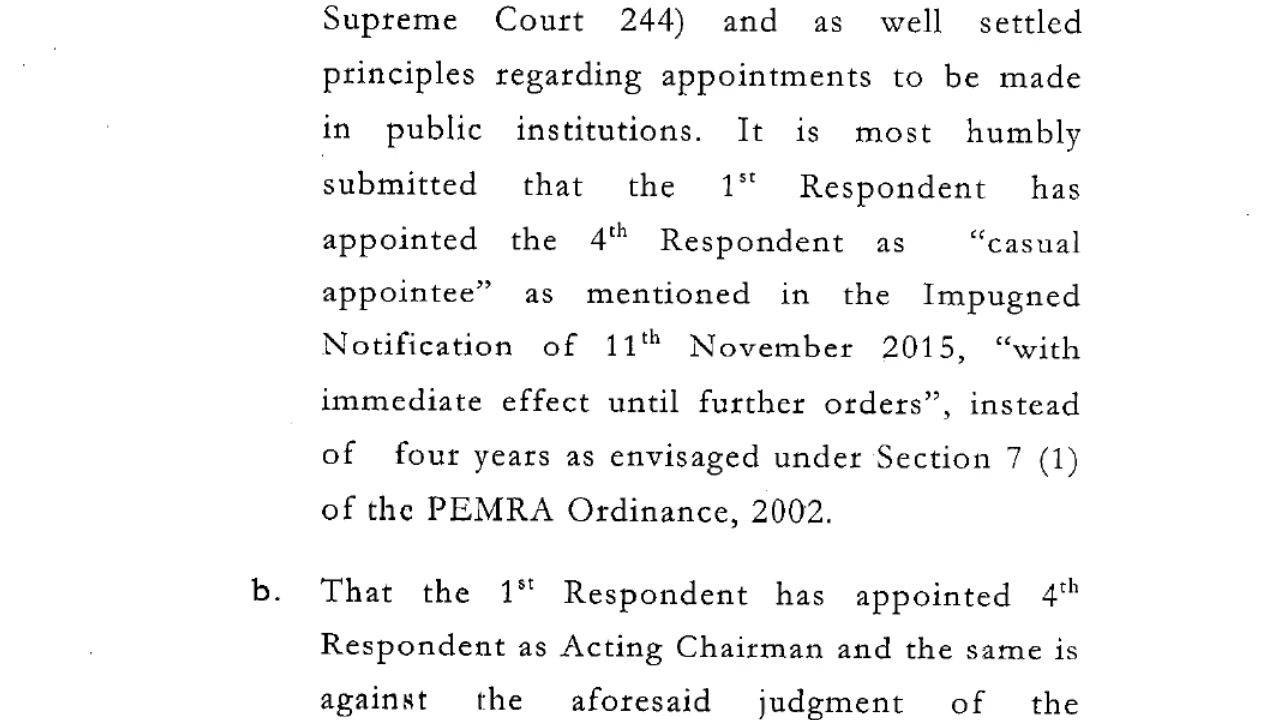 Supreme Court 244) and as well settled
principles regarding appointments to be made
in public institutions. It is most humbly
submitted that the 1st Respondent has
appointed the 4th Respondent as "casual
appointee" as mentioned in the Impugned
Notification of 11th November 2015, "with
immediate effect until further orders", instead
of four years as envisaged under Section 7 (1)
of the PEMRA Ordinance, 2002.
b. That the 1st Respondent has appointed 4th
Respondent as Acting Chairman and the same is
against the aforesaid judgment of the